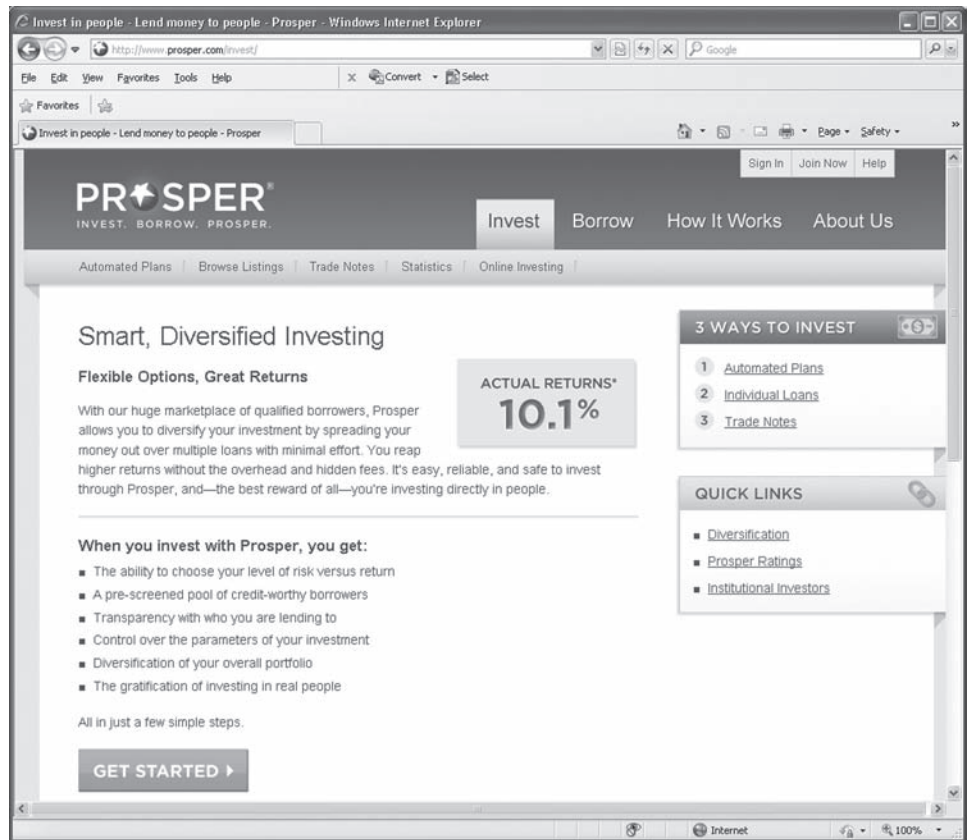 Invest in people - Lend money to people - Prosper - Windows Internet Explorer
http://www.prosper.com/invest/
Google
File Edit View Favorites Tools Help
x Convert Select
Favorites
Invest in people - Lend money to people - Prosper
Page Safety
Sign In Join Now Help
PROSPER®
INVEST. BORROW. PROSPER.
Invest Borrow How It Works About Us
Automated Plans Browse Listings Trade Notes Statistics Online Investing
Smart, Diversified Investing
Flexible Options, Great Returns
With our huge marketplace of qualified borrowers, Prosper
allows you to diversify your investment by spreading your
money out over multiple loans with minimal effort. You reap
higher returns without the overhead and hidden fees. It's easy, reliable, and safe to invest
through Prosper, and—the best reward of all—you're investing directly in people.
ACTUAL RETURNS*
10.1%
When you invest with Prosper, you get:
■ The ability to choose your level of risk versus return
■ A pre-screened pool of credit-worthy borrowers
■ Transparency with who you are lending to
■ Control over the parameters of your investment
■ Diversification of your overall portfolio
■ The gratification of investing in real people
All in just a few simple steps.
GET STARTED
3 WAYS TO INVEST
1 Automated Plans
2 Individual Loans
3 Trade Notes
QUICK LINKS
■ Diversification
■ Prosper Ratings
■ Institutional Investors
Internet 100%